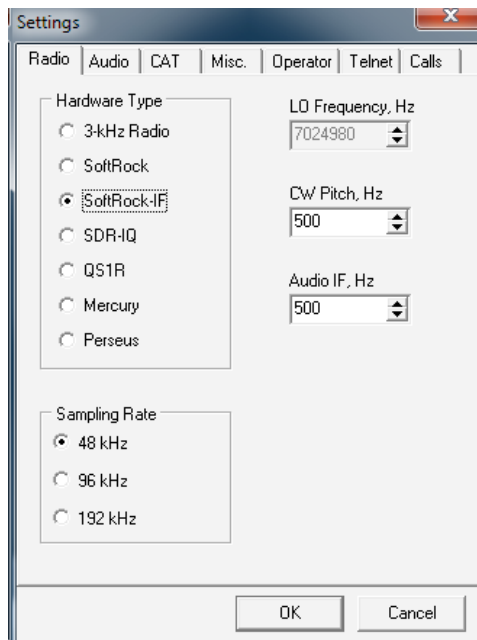 Settings
Radio
Audio
CAT
Misc.
Operator
Telnet
Calls
Hardware Type
3-kHz Radio
SoftRock
SoftRock-IF
SDR-IQ
QS1R
Mercury
Perseus
LO Frequency, Hz
7024980
CW Pitch, Hz
500
Audio IF, Hz
500
Sampling Rate
48 kHz
96 kHz
192 kHz
OK
Cancel